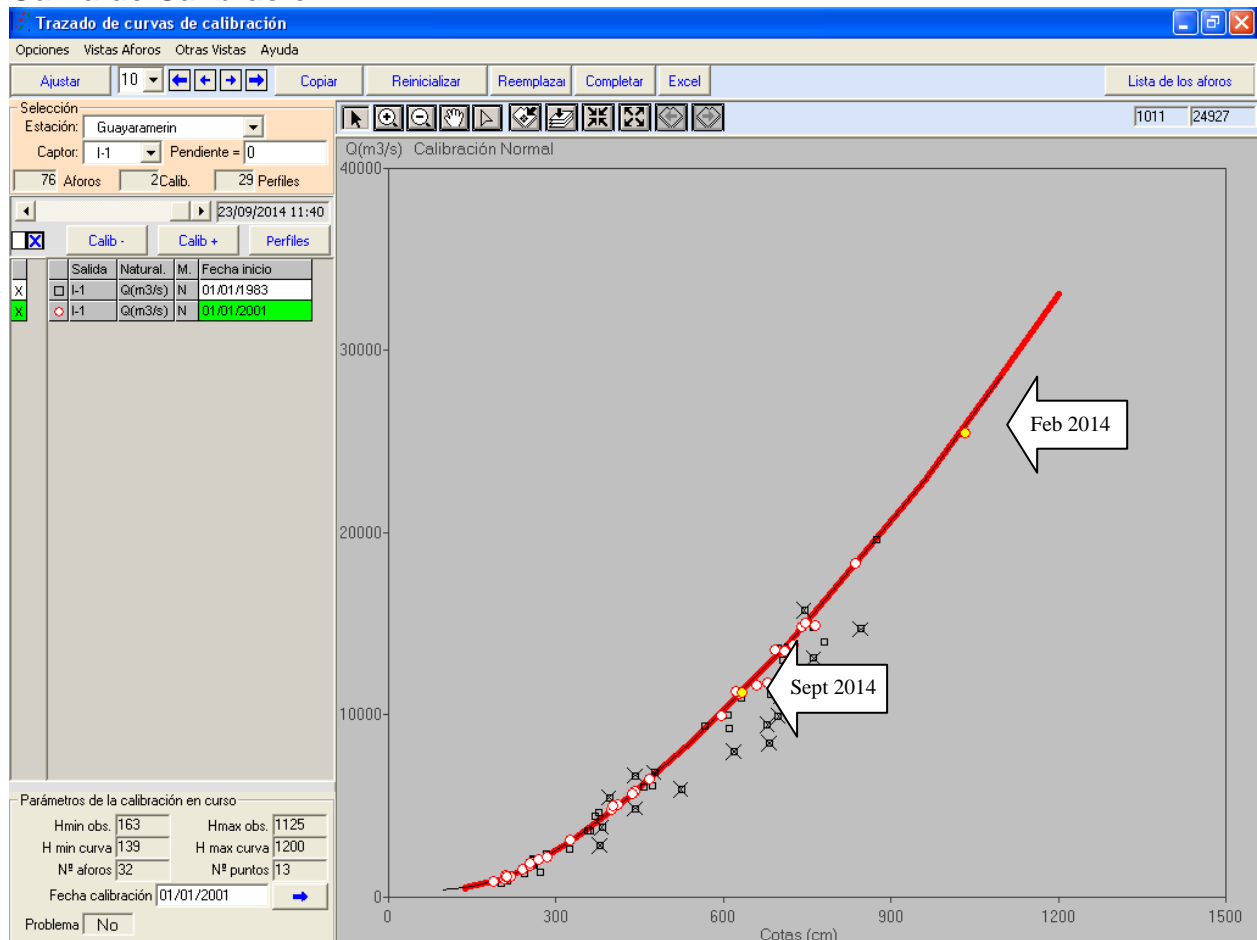 Trazado de curvas de calibración
Opciones Vistas Aforos Otras Vistas Ayuda
Ajustar 10 Copiar Reinicializar Reemplazar Completar Excel Lista de los aforos
Selección
Estación: Guayaramerin
Captor: I-1 Pendiente = 0
76 Aforos 2 Calib. 29 Perfiles
23/09/2014 11:40
X Calib - Calib + Perfiles
Salida Natural. M. Fecha inicio
X I-1 Q(m3/s) N 01/01/1983
X I-1 Q(m3/s) N 01/01/2001
Parámetros de la calibración en curso
Hmin obs. 163 Hmax obs. 1125
H min curva 139 H max curva 1200
Nº aforos 32 Nº puntos 13
Fecha calibración 01/01/2001
Problema No
1011 24927
Q(m3/s) Calibración Normal
40000
30000
20000
10000
0
Feb 2014
Sept 2014
0 300 600 900 1200 1500
Cotas (cm)